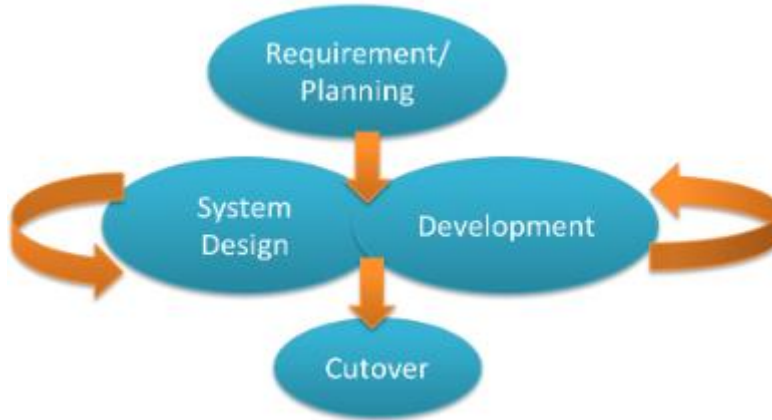 Requirement/
Planning
System
Design
Development
Cutover